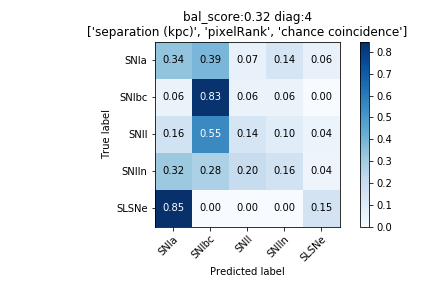 bal_score:0.32 diag:4
['separation (kpc)', 'pixelRank', 'chance coincidence']
True label
SNIa 0.34 0.39 0.07 0.14 0.06
SNIbc 0.06 0.83 0.06 0.06 0.00
SNII 0.16 0.55 0.14 0.10 0.04
SNIIn 0.32 0.28 0.20 0.16 0.04
SLSNe 0.85 0.00 0.00 0.00 0.15
SNIa SNIbc SNII SNIIn SLSNe
Predicted label
0.8
0.7
0.6
0.5
0.4
0.3
0.2
0.1
0.0